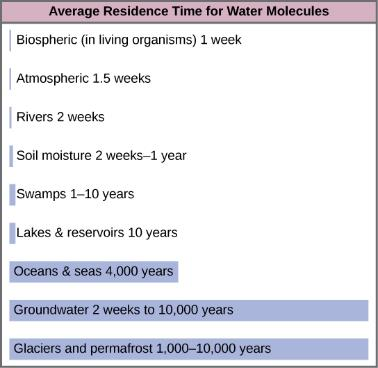 Average Residence Time for Water Molecules
Biospheric (in living organisms) 1 week
Atmospheric 1.5 weeks
Rivers 2 weeks
Soil moisture 2 weeks–1 year
Swamps 1–10 years
Lakes & reservoirs 10 years
Oceans & seas 4,000 years
Groundwater 2 weeks to 10,000 years
Glaciers and permafrost 1,000–10,000 years